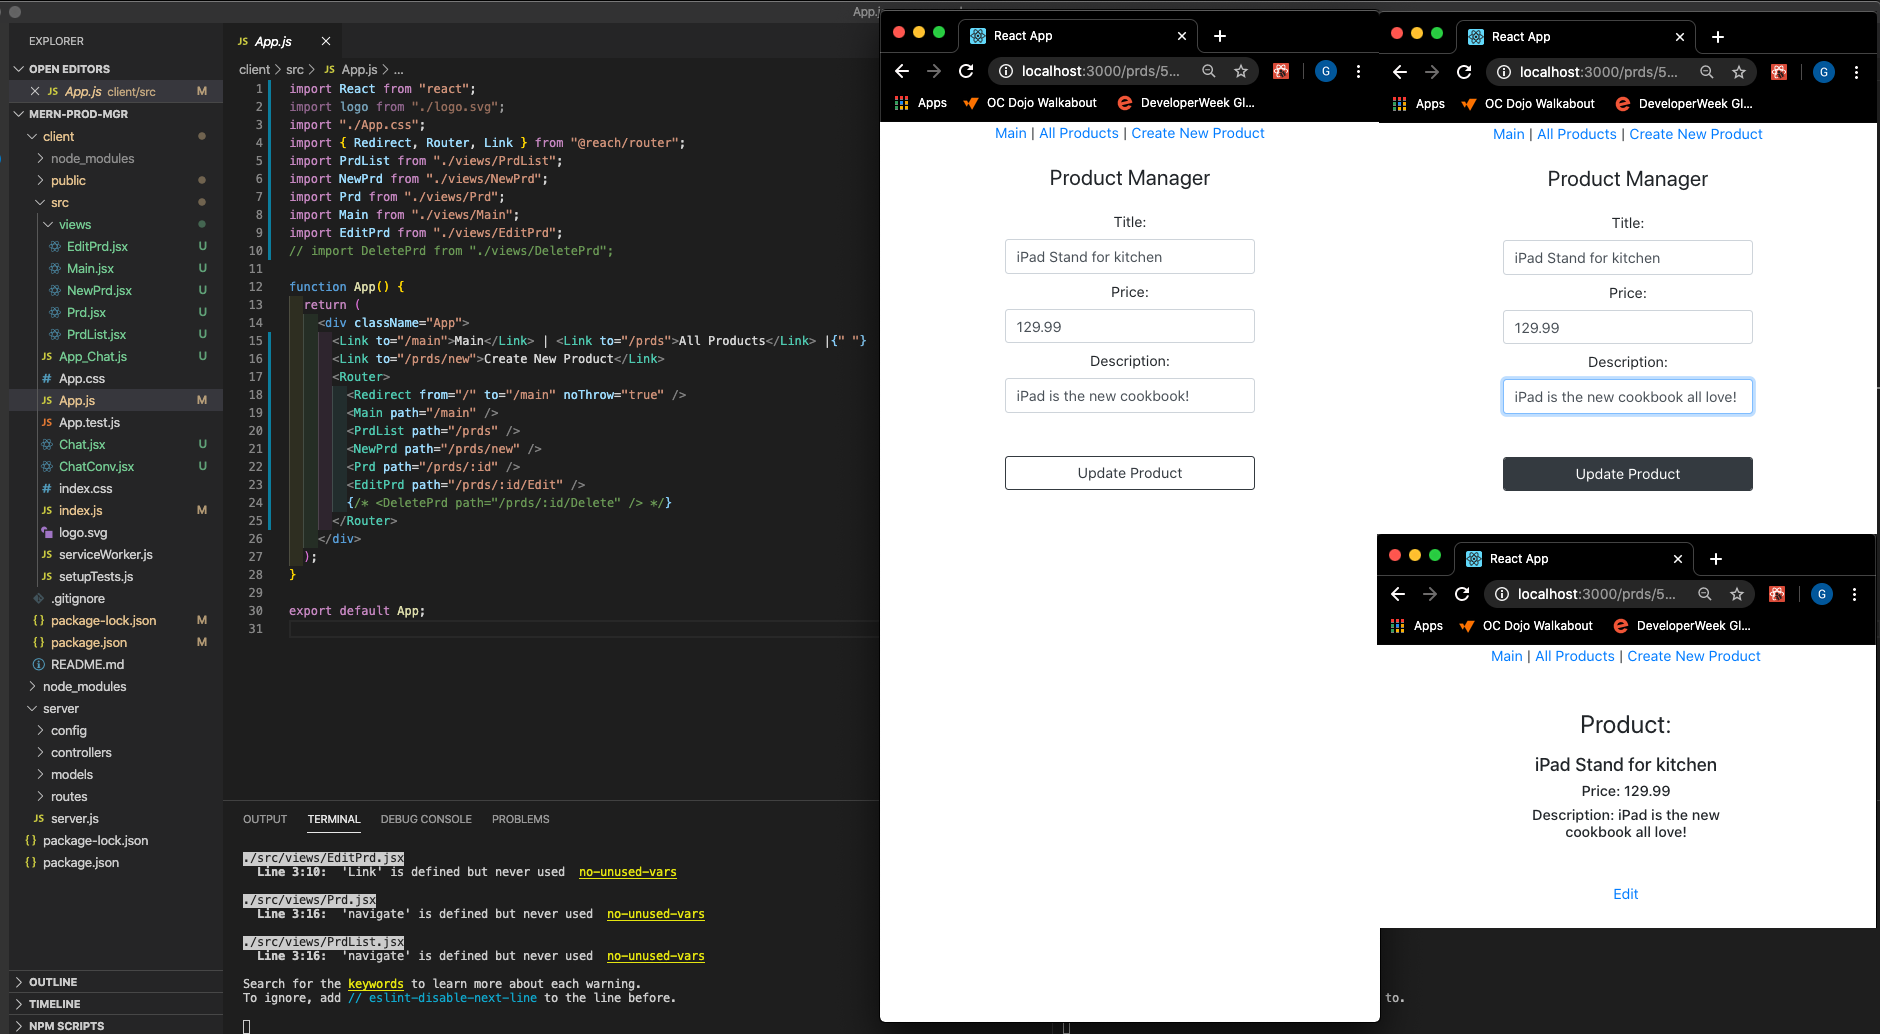 App.js
EXPLORER
OPEN EDITORS
App.js client/src M
MERN-PROD-MGR
client
node_modules
public
src
views
EditPrd.jsx U
Main.jsx U
NewPrd.jsx U
Prd.jsx U
PrdList.jsx U
JS App_Chat.js U
# App.css
JS App.js M
JS App.test.js
Chat.jsx U
ChatConv.jsx U
# index.css
JS index.js M
logo.svg
JS serviceWorker.js
JS setupTests.js
.gitignore
{} package-lock.json M
{} package.json M
README.md
node_modules
server
config
controllers
models
routes
JS server.js
{} package-lock.json
{} package.json
OUTLINE
TIMELINE
NPM SCRIPTS
JS App.js
client > src > JS App.js > ...
1 import React from "react";
2 import logo from "./logo.svg";
3 import "./App.css";
4 import { Redirect, Router, Link } from "@reach/router";
5 import PrdList from "./views/PrdList";
6 import NewPrd from "./views/NewPrd";
7 import Prd from "./views/Prd";
8 import Main from "./views/Main";
9 import EditPrd from "./views/EditPrd";
10 // import DeletePrd from "./views/DeletePrd";
11
12 function App() {
13 return (
14 <div className="App">
15 <Link to="/main">Main</Link> | <Link to="/prds">All Products</Link> |{" "}
16 <Link to="/prds/new">Create New Product</Link>
17 <Router>
18 <Redirect from="/" to="/main" noThrow="true" />
19 <Main path="/main" />
20 <PrdList path="/prds" />
21 <NewPrd path="/prds/new" />
22 <Prd path="/prds/:id" />
23 <EditPrd path="/prds/:id/Edit" />
24 {/* <DeletePrd path="/prds/:id/Delete" /> */}
25 </Router>
26 </div>
27 );
28 }
29
30 export default App;
31
OUTPUT TERMINAL DEBUG CONSOLE PROBLEMS
./src/views/EditPrd.jsx
Line 3:10: 'Link' is defined but never used no-unused-vars
./src/views/Prd.jsx
Line 3:16: 'navigate' is defined but never used no-unused-vars
./src/views/PrdList.jsx
Line 3:16: 'navigate' is defined but never used no-unused-vars
Search for the keywords to learn more about each warning.
To ignore, add // eslint-disable-next-line to the line before.
to.
React App
localhost:3000/prds/5... G
Apps OC Dojo Walkabout DeveloperWeek Gl...
Main | All Products | Create New Product
Product Manager
Title:
iPad Stand for kitchen
Price:
129.99
Description:
iPad is the new cookbook!
Update Product
React App
localhost:3000/prds/5... G
Apps OC Dojo Walkabout DeveloperWeek Gl...
Main | All Products | Create New Product
Product Manager
Title:
iPad Stand for kitchen
Price:
129.99
Description:
iPad is the new cookbook all love!
Update Product
React App
localhost:3000/prds/5... G
Apps OC Dojo Walkabout DeveloperWeek Gl...
Main | All Products | Create New Product
Product:
iPad Stand for kitchen
Price: 129.99
Description: iPad is the new
cookbook all love!
Edit